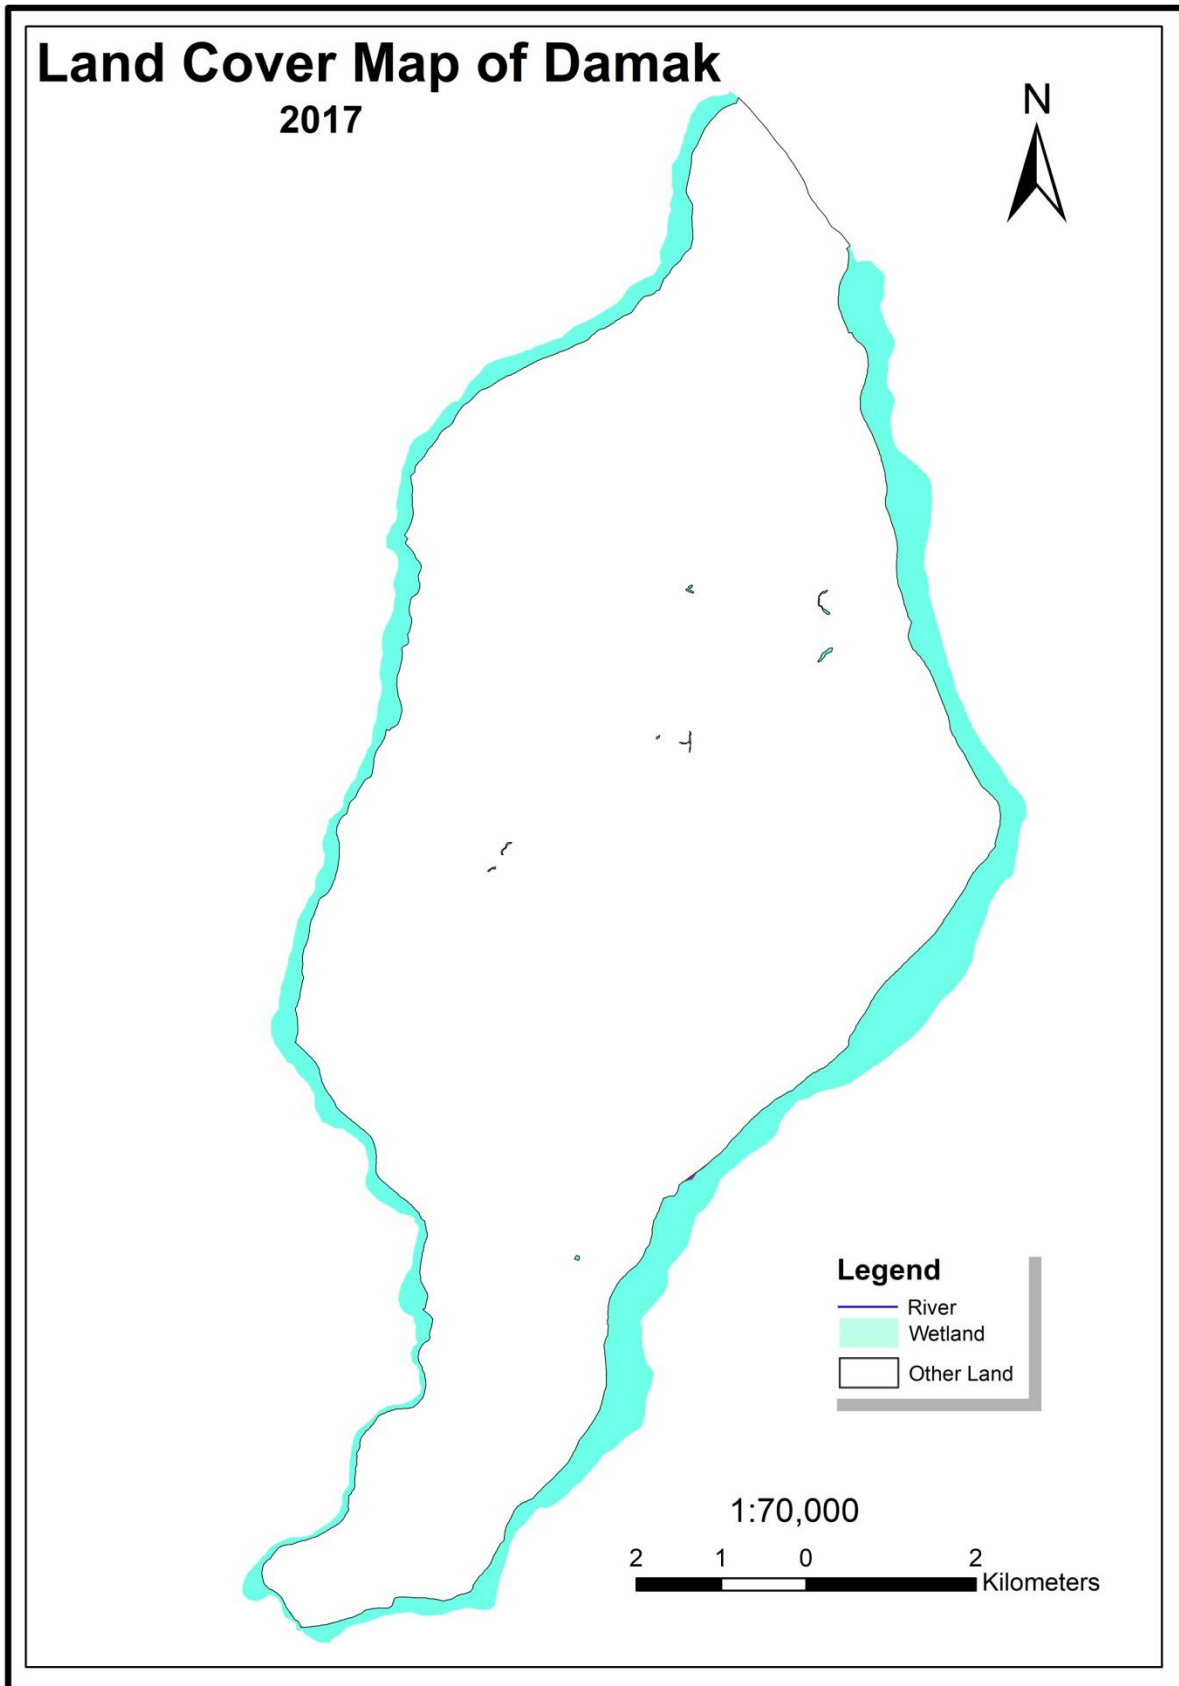 Land Cover Map of Damak
2017
N
Legend
River
Wetland
Other Land
1:70,000
2 1 0 2
Kilometers